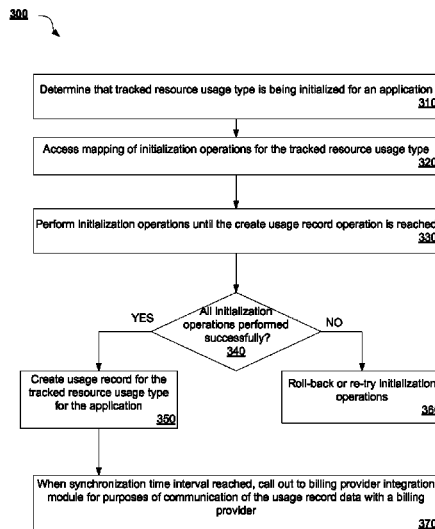 300
Determine that tracked resource usage type is being initialized for an application
310
Access mapping of initialization operations for the tracked resource usage type
320
Perform initialization operations until the create usage record operation is reached
330
All initialization
operations performed
successfully?
340
YES
NO
Create usage record for the
tracked resource usage type
for the application
350
Roll-back or re-try initialization
operations
360
When synchronization time interval reached, call out to billing provider integration
module for purposes of communication of the usage record data with a billing
provider
370